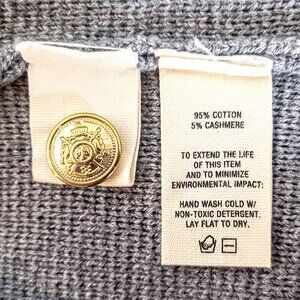 95% COTTON
5% CASHMERE
TO EXTEND THE LIFE
OF THIS ITEM
AND TO MINIMIZE
ENVIRONMENTAL IMPACT:
HAND WASH COLD W/
NON-TOXIC DETERSENT.
LAY FLAT TO DRY.